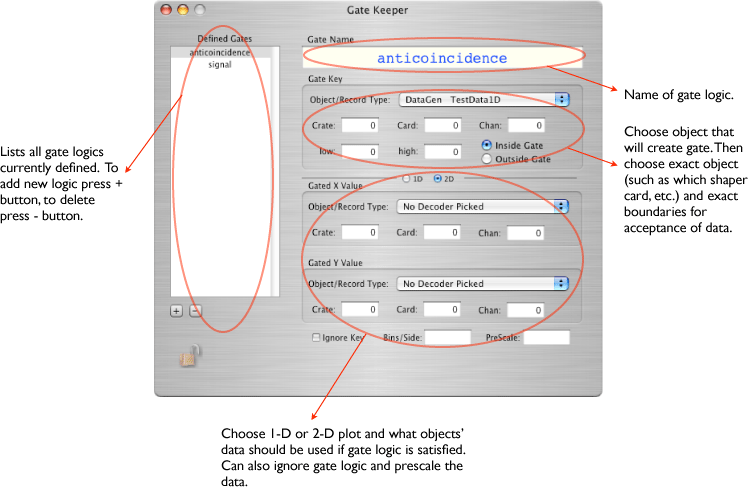 Gate Keeper
Defined Gates
anticoincidence
signal
Gate Name
anticoincidence
Gate Key
Object/Record Type: DataGen TestData1D
Crate: 0 Card: 0 Chan: 0
low: 0 high: 0
Inside Gate
Outside Gate
1D 2D
Gated X Value
Object/Record Type: No Decoder Picked
Crate: 0 Card: 0 Chan: 0
Gated Y Value
Object/Record Type: No Decoder Picked
Crate: 0 Card: 0 Chan: 0
Ignore Key Bins/Side: PreScale:
+ -
Lists all gate logics
currently defined. To
add new logic press +
button, to delete
press - button.
Name of gate logic.
Choose object that
will create gate. Then
choose exact object
(such as which shaper
card, etc.) and exact
boundaries for
acceptance of data.
Choose 1-D or 2-D plot and what objects'
data should be used if gate logic is satisfied.
Can also ignore gate logic and prescale the
data.